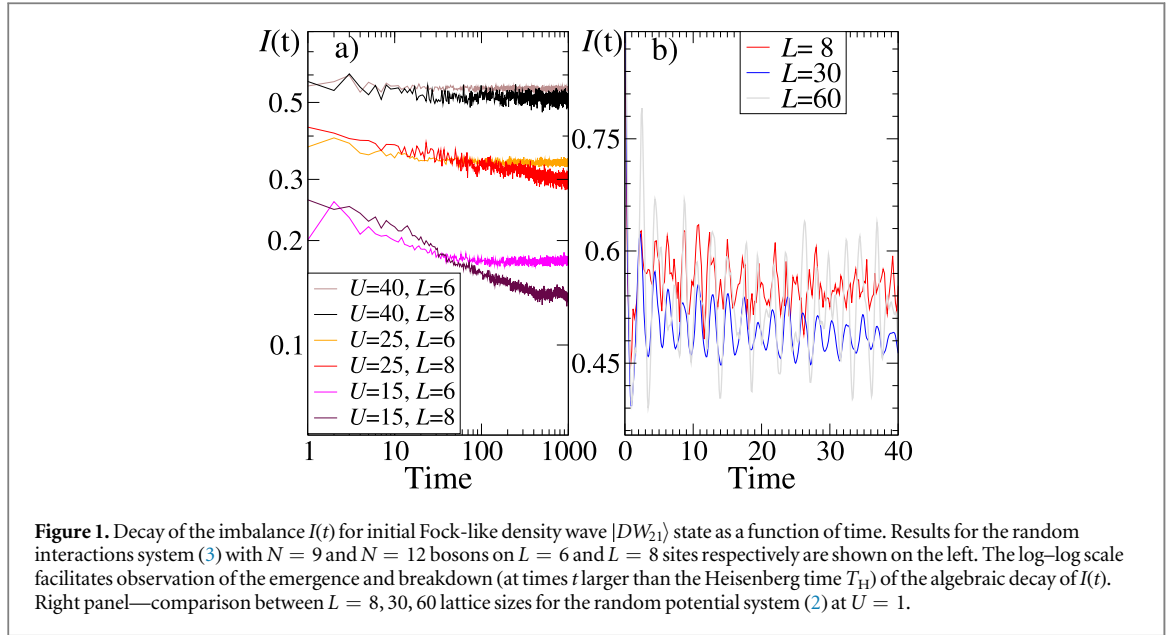 I(t)
a)
0.5
0.3
0.2
0.1
U=40, L=6
U=40, L=8
U=25, L=6
U=25, L=8
U=15, L=6
U=15, L=8
1 10 100 1000
Time
I(t)
b)
L= 8
L=30
L=60
0.75
0.6
0.45
0 10 20 30 40
Time
Figure 1. Decay of the imbalance I(t) for initial Fock-like density wave |DW₂₁⟩ state as a function of time. Results for the random
interactions system (3) with N = 9 and N = 12 bosons on L = 6 and L = 8 sites respectively are shown on the left. The log–log scale
facilitates observation of the emergence and breakdown (at times t larger than the Heisenberg time T_H) of the algebraic decay of I(t).
Right panel—comparison between L = 8, 30, 60 lattice sizes for the random potential system (2) at U = 1.